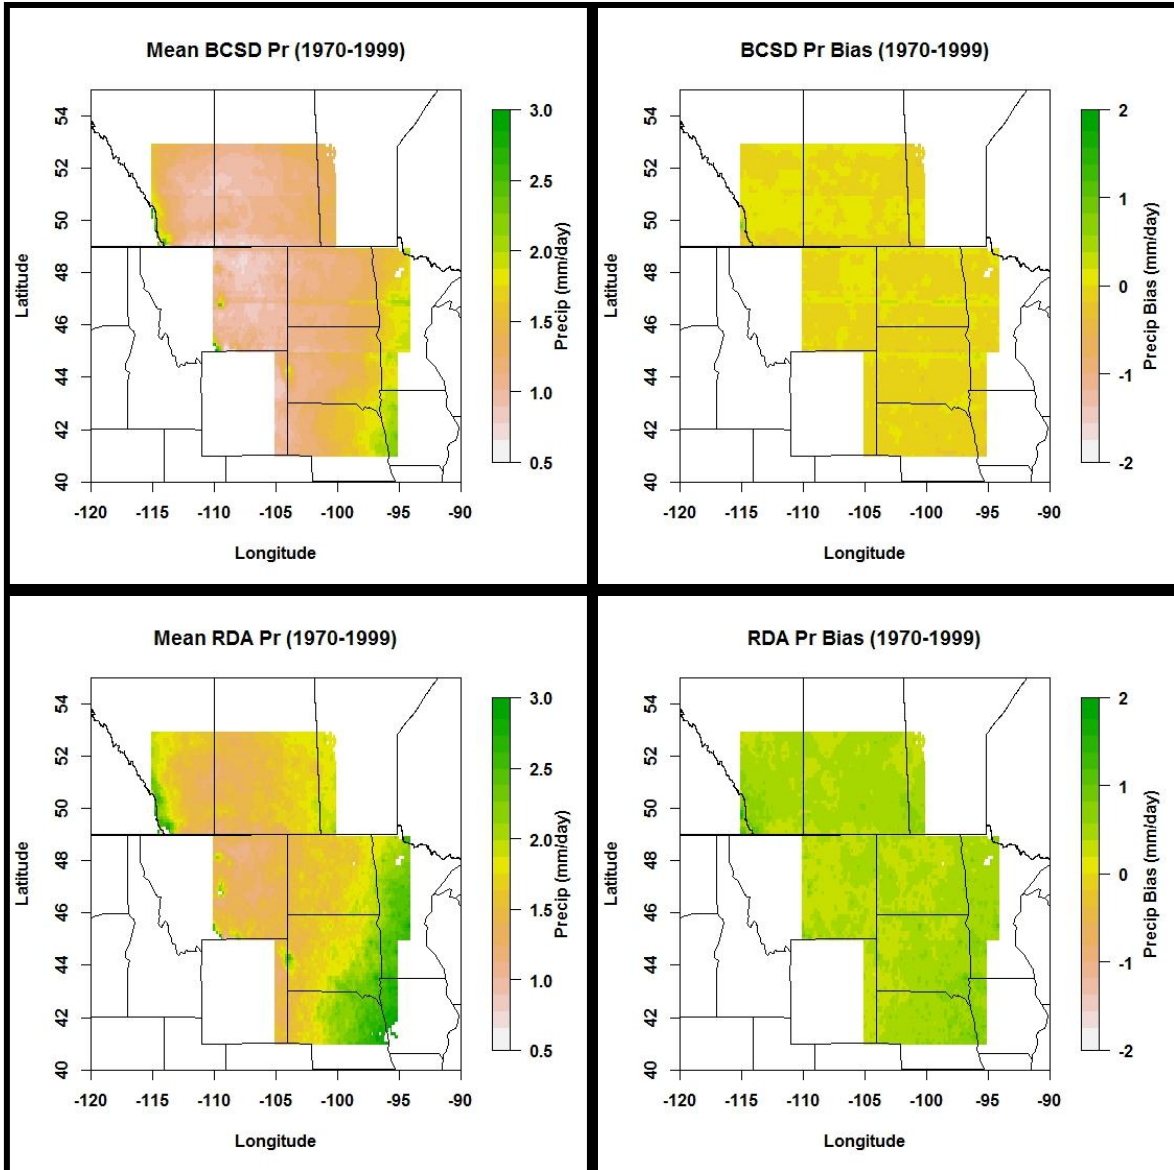 Mean BCSD Pr (1970-1999)
Latitude
54
52
50
48
46
44
42
40
-120 -115 -110 -105 -100 -95 -90
Longitude
3.0
2.5
2.0
1.5
1.0
0.5
Precip (mm/day)
BCSD Pr Bias (1970-1999)
Latitude
54
52
50
48
46
44
42
40
-120 -115 -110 -105 -100 -95 -90
Longitude
2
1
0
-1
-2
Precip Bias (mm/day)
Mean RDA Pr (1970-1999)
Latitude
54
52
50
48
46
44
42
40
-120 -115 -110 -105 -100 -95 -90
Longitude
3.0
2.5
2.0
1.5
1.0
0.5
Precip (mm/day)
RDA Pr Bias (1970-1999)
Latitude
54
52
50
48
46
44
42
40
-120 -115 -110 -105 -100 -95 -90
Longitude
2
1
0
-1
-2
Precip Bias (mm/day)